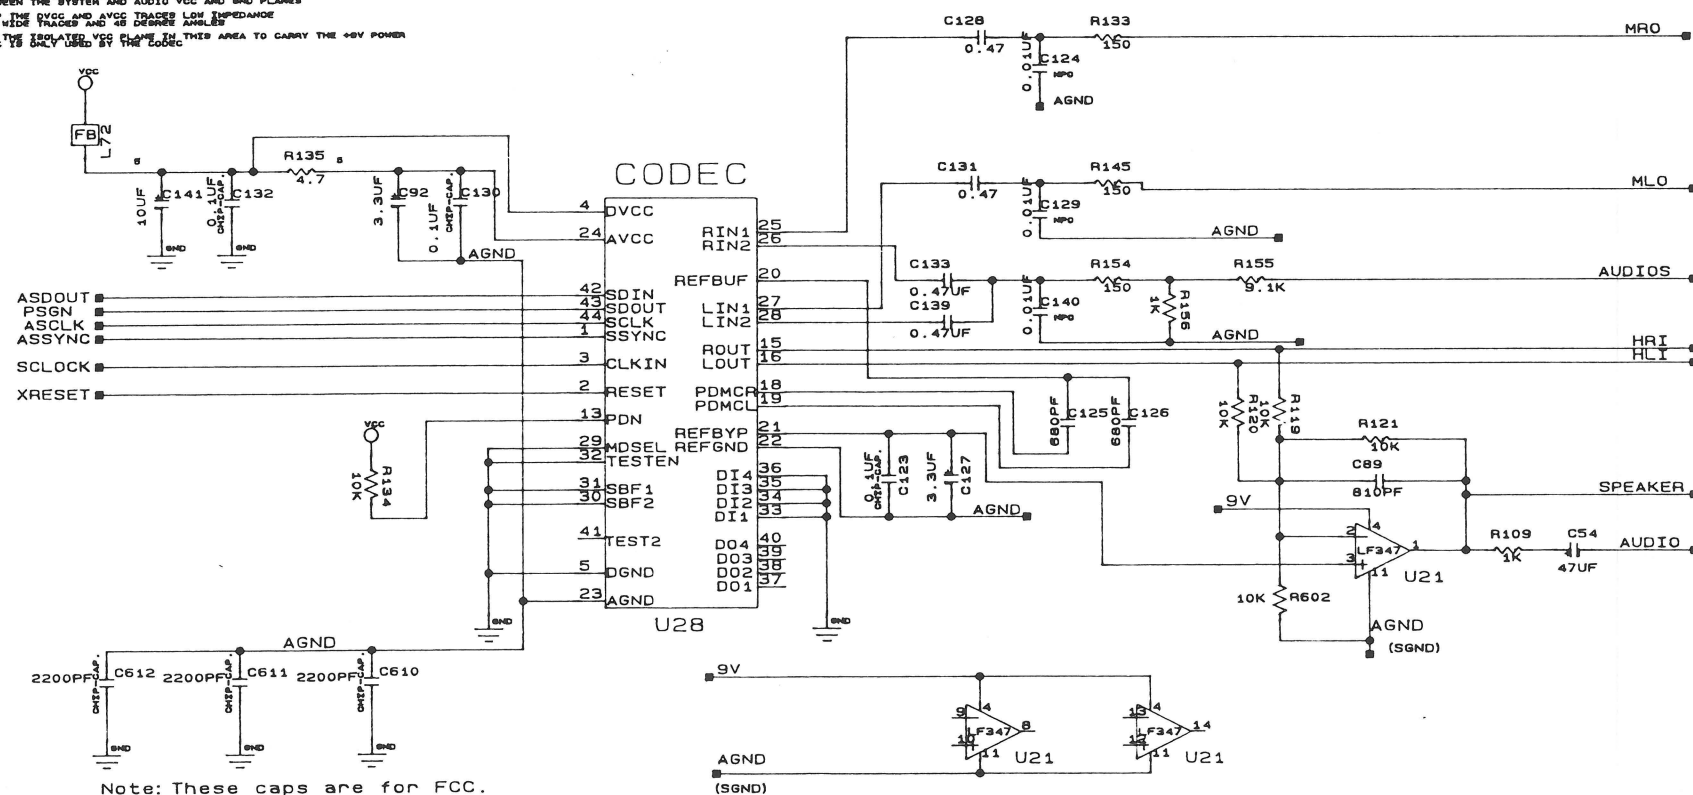 THE SYSTEM AND AUDIO VCC AND GND PLANES
THE DVCC AND AVCC TRACES LOW IMPEDANCE
WIDE TRACES AND 45 DEGREE ANGLES
THE ISOLATED VCC PLANE IN THIS AREA TO CARRY THE +9V POWER
IS ONLY USED BY THE CODEC
VCC
FB
L72
10UF
C141
GND
0.1UF
CHIP-CAP.
C132
GND
R135
4.7
3.3UF
C92
0.1UF
CHIP-CAP.
C130
AGND
CODEC
4 DVCC
24 AVCC
42 SDIN
43 SDOUT
44 SCLK
1 SSYNC
3 CLKIN
2 RESET
13 PDN
29 MDSEL
32 TESTEN
31 SBF1
30 SBF2
41 TEST2
5 DGND
23 AGND
RIN1 25
RIN2 26
REFBUF 20
LIN1 27
LIN2 28
ROUT 15
LOUT 16
PDMCR 18
PDMCL 19
REFBYP 21
REFGND 22
DI4 36
DI3 35
DI2 34
DI1 33
DO4 40
DO3 39
DO2 38
DO1 37
U28
ASDOUT
PSGN
ASCLK
ASSYNC
SCLOCK
XRESET
VCC
10K
R134
GND
GND
C128
0.47
0.01UF
C124
NPO
AGND
R133
150
MRO
C131
0.47
0.01UF
C129
NPO
R145
150
MLO
AGND
C133
0.47UF
C139
0.47UF
0.01UF
C140
NPO
R154
150
1K
R156
R155
9.1K
AUDIOS
AGND
HRI
HLI
680PF
C125
680PF
C126
0.1UF
CHIP-CAP.
C123
3.3UF
C127
AGND
10K
R120
10K
R119
R121
10K
C89
810PF
SPEAKER
9V
4
2
3
LF347
1
11
U21
R109
1K
C54
47UF
AUDIO
10K R602
AGND
(SGND)
AGND
2200PF
CHIP-CAP.
C612
GND
2200PF
CHIP-CAP.
C611
GND
2200PF
CHIP-CAP.
C610
GND
Note: These caps are for FCC.
9V
9
10
4
LF347
8
11
U21
13
12
4
LF347
14
11
U21
AGND
(SGND)